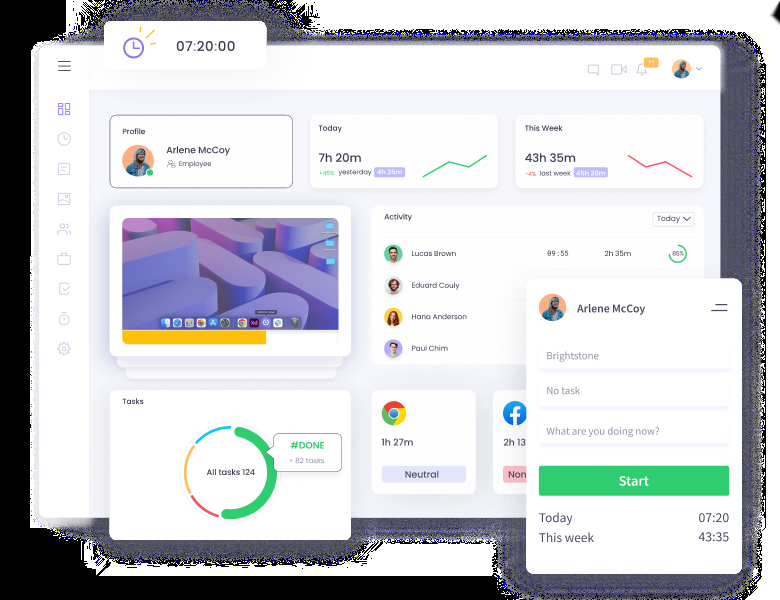 07:20:00
71
Profile
Arlene McCoy
Employee
Today
7h 20m
+45% yesterday 4h 25m
This Week
43h 35m
-4% last week 45h 20m
Activity
Today
Lucas Brown 09:55 2h 35m 85%
Eduard Couly
Hana Anderson
Paul Chim
Tasks
All tasks 124
#DONE
+ 82 tasks
1h 27m
Neutral
2h 13
Non
Arlene McCoy
Brightstone
No task
What are you doing now?
Start
Today 07:20
This week 43:35